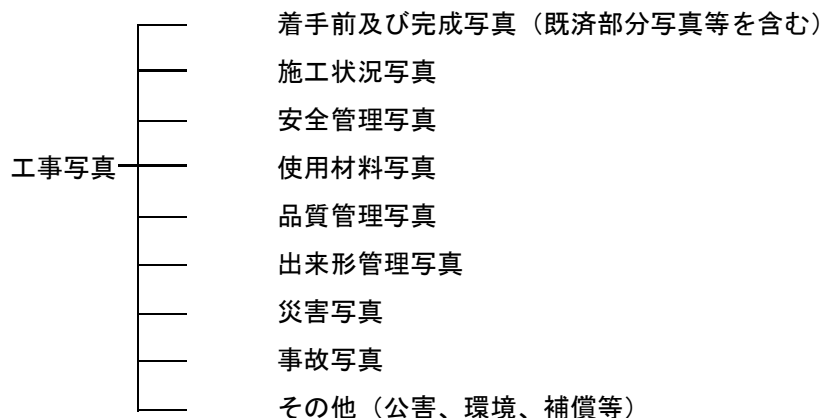 着手前及び完成写真（既済部分写真等を含む）
施工状況写真
安全管理写真
工事写真
使用材料写真
品質管理写真
出来形管理写真
災害写真
事故写真
その他（公害、環境、補償等）